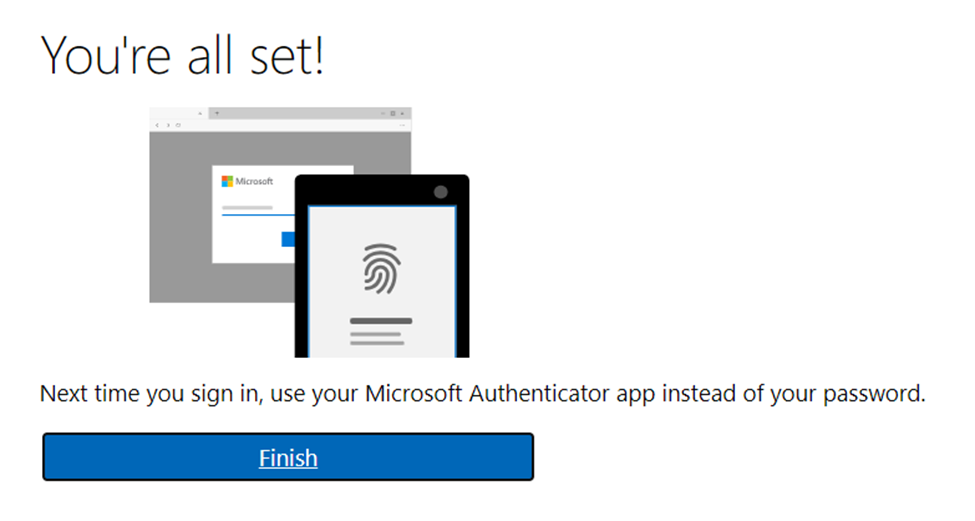 You're all set!
Microsoft
Next time you sign in, use your Microsoft Authenticator app instead of your password.
Finish